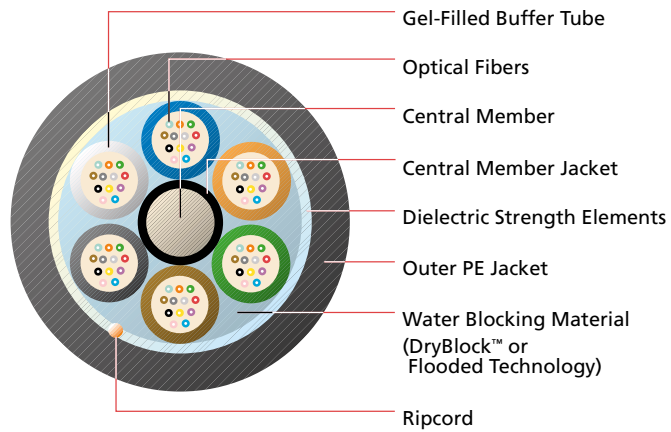 Gel-Filled Buffer Tube
Optical Fibers
Central Member
Central Member Jacket
Dielectric Strength Elements
Outer PE Jacket
Water Blocking Material
(DryBlock™ or
Flooded Technology)
Ripcord